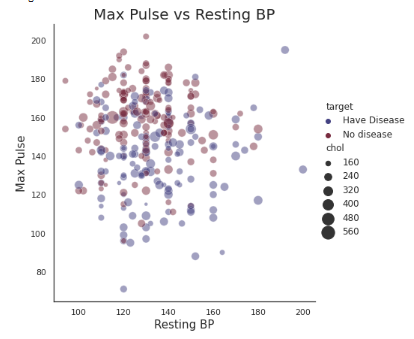 Max Pulse vs Resting BP
200
180
160
140
120
100
80
Max Pulse
100
120
140
160
180
200
Resting BP
target
Have Disease
No disease
chol
160
240
320
400
480
560